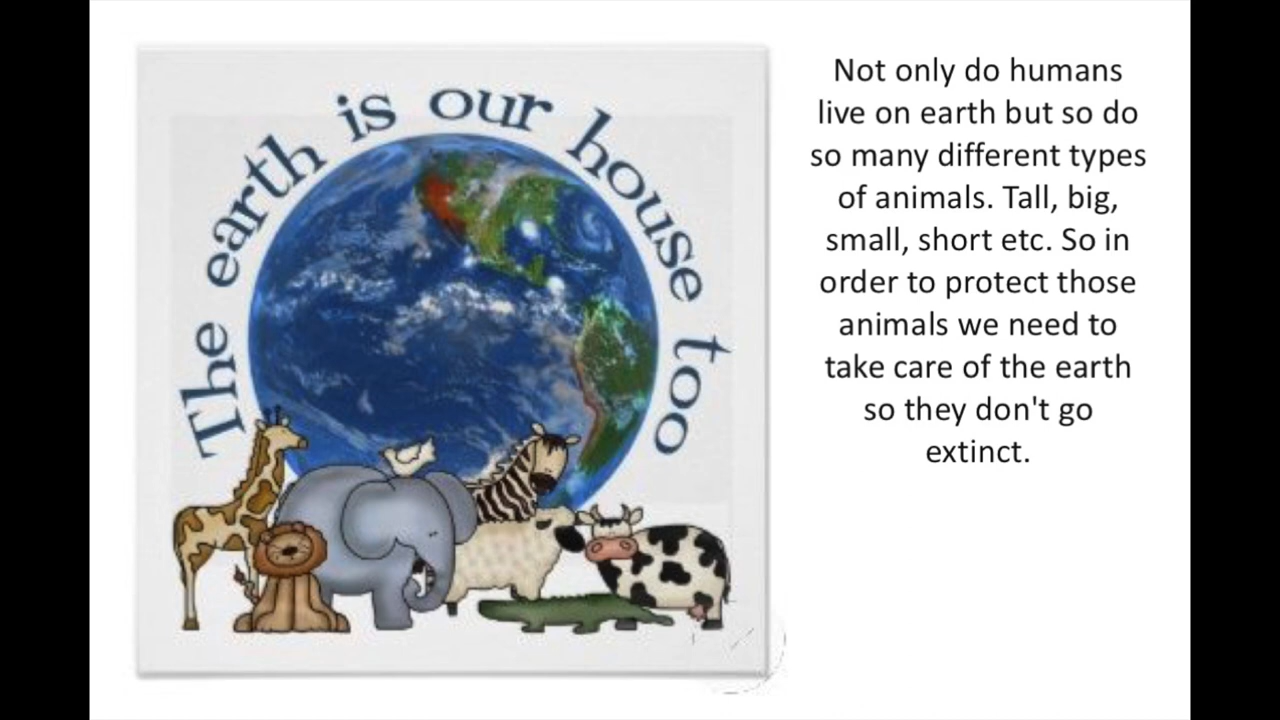 The earth is our house too
Not only do humans
live on earth but so do
so many different types
of animals. Tall, big,
small, short etc. So in
order to protect those
animals we need to
take care of the earth
so they don't go
extinct.